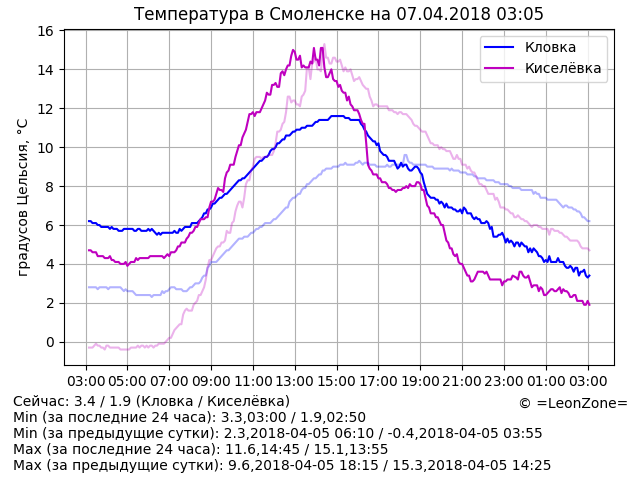 Температура в Смоленске на 07.04.2018 03:05
16
14
12
10
8
6
4
2
0
градусов Цельсия, °C
Кловка
Киселёвка
03:00 05:00 07:00 09:00 11:00 13:00 15:00 17:00 19:00 21:00 23:00 01:00 03:00
Сейчас: 3.4 / 1.9 (Кловка / Киселёвка)
© =LeonZone=
Min (за последние 24 часа): 3.3,03:00 / 1.9,02:50
Min (за предыдущие сутки): 2.3,2018-04-05 06:10 / -0.4,2018-04-05 03:55
Max (за последние 24 часа): 11.6,14:45 / 15.1,13:55
Max (за предыдущие сутки): 9.6,2018-04-05 18:15 / 15.3,2018-04-05 14:25